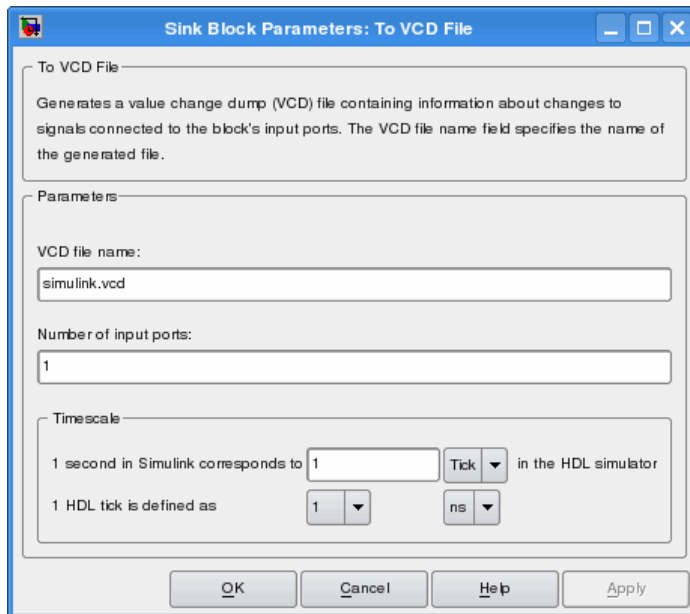 Sink Block Parameters: To VCD File
To VCD File
Generates a value change dump (VCD) file containing information about changes to
signals connected to the block's input ports. The VCD file name field specifies the name of
the generated file.
Parameters
VCD file name:
simulink.vcd
Number of input ports:
1
Timescale
1 second in Simulink corresponds to 1 Tick in the HDL simulator
1 HDL tick is defined as 1 ns
OK Cancel Help Apply